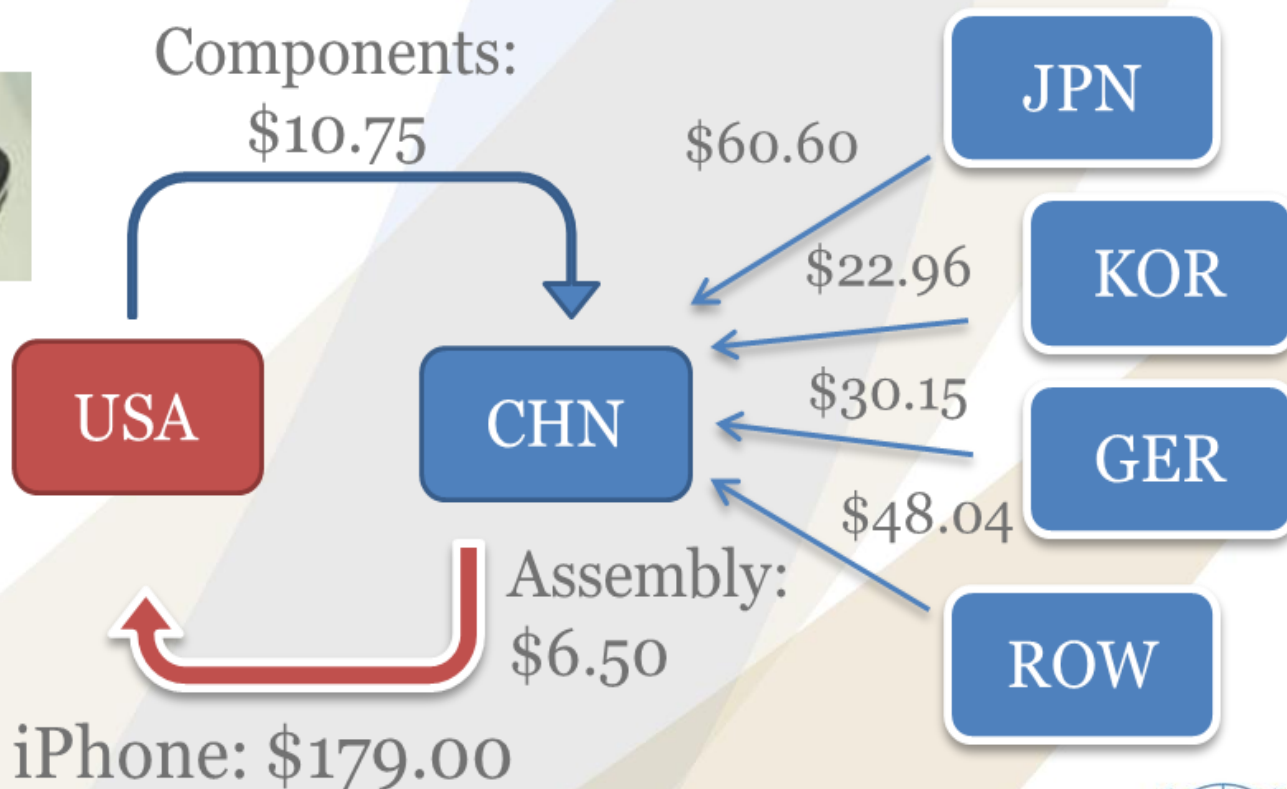 Components:
$10.75
JPN
$60.60
KOR
$22.96
USA
CHN
$30.15
GER
$48.04
Assembly:
$6.50
ROW
iPhone: $179.00